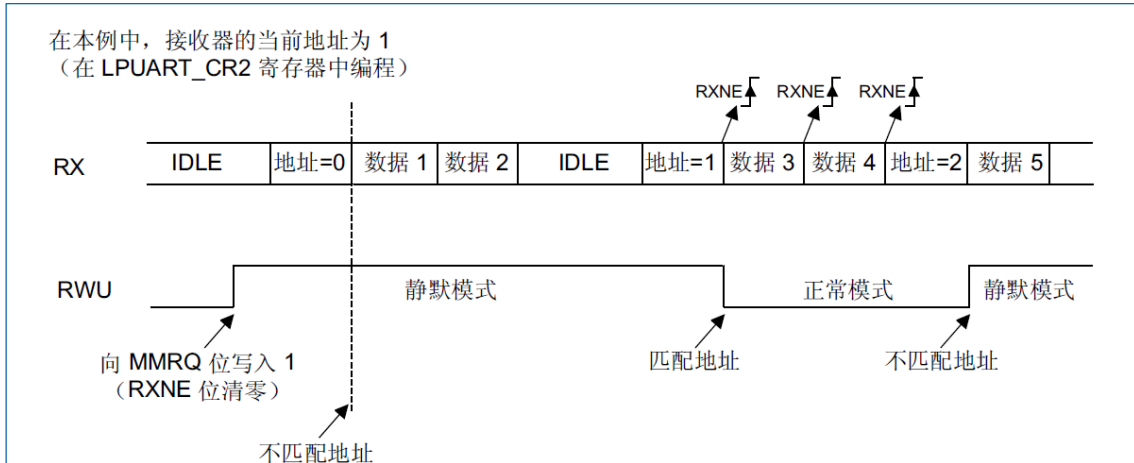 在本例中，接收器的当前地址为 1
（在 LPUART_CR2 寄存器中编程）
RXNE RXNE RXNE
RX IDLE 地址=0 数据 1 数据 2 IDLE 地址=1 数据 3 数据 4 地址=2 数据 5
RWU 静默模式 正常模式 静默模式
向 MMRQ 位写入 1 匹配地址 不匹配地址
（RXNE 位清零）
不匹配地址